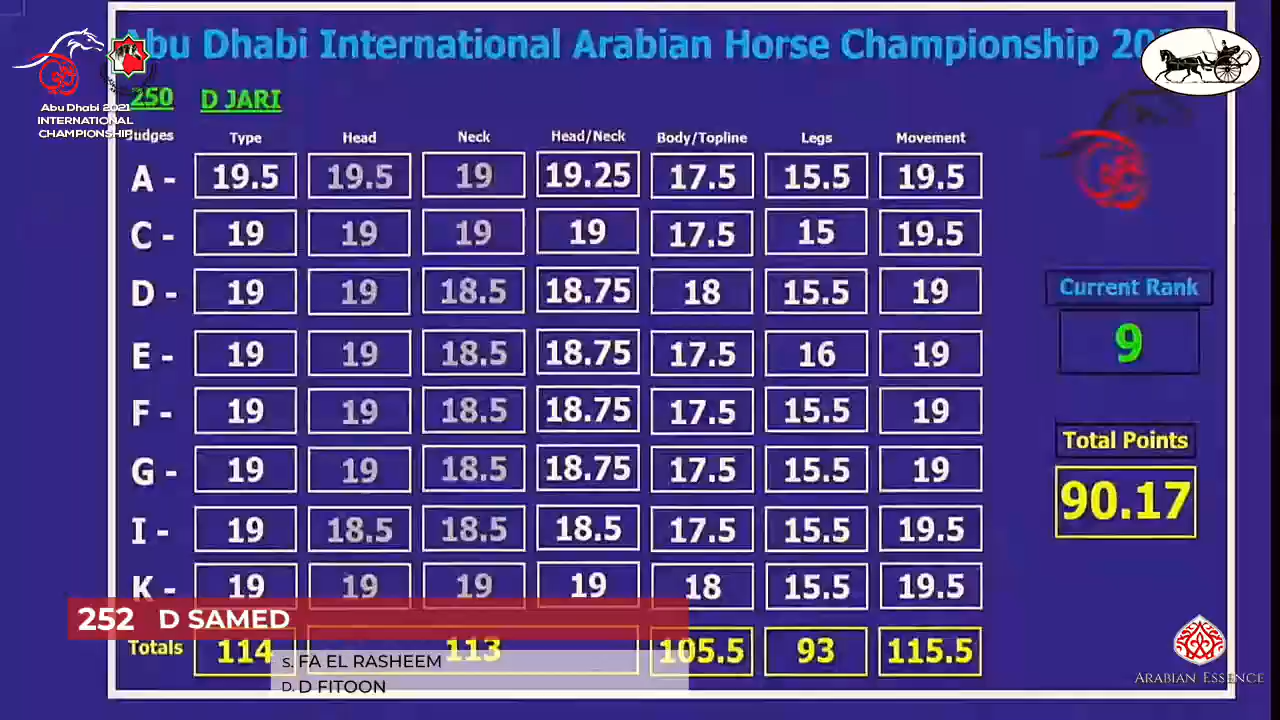 Abu Dhabi International Arabian Horse Championship 20
Abu Dhabi 2021
INTERNATIONAL
CHAMPIONSHIP
250 D JARI
Judges Type Head Neck Head/Neck Body/Topline Legs Movement
A - 19.5 19.5 19 19.25 17.5 15.5 19.5
C - 19 19 19 19 17.5 15 19.5
D - 19 19 18.5 18.75 18 15.5 19
Current Rank
9
E - 19 19 18.5 18.75 17.5 16 19
F - 19 19 18.5 18.75 17.5 15.5 19
Total Points
90.17
G - 19 19 18.5 18.75 17.5 15.5 19
I - 19 18.5 18.5 18.5 17.5 15.5 19.5
K - 19 19 19 19 18 15.5 19.5
252 D SAMED
Totals 114 113 105.5 93 115.5
S. FA EL RASHEEM
D. D FITOON
ARABIAN ESSENCE